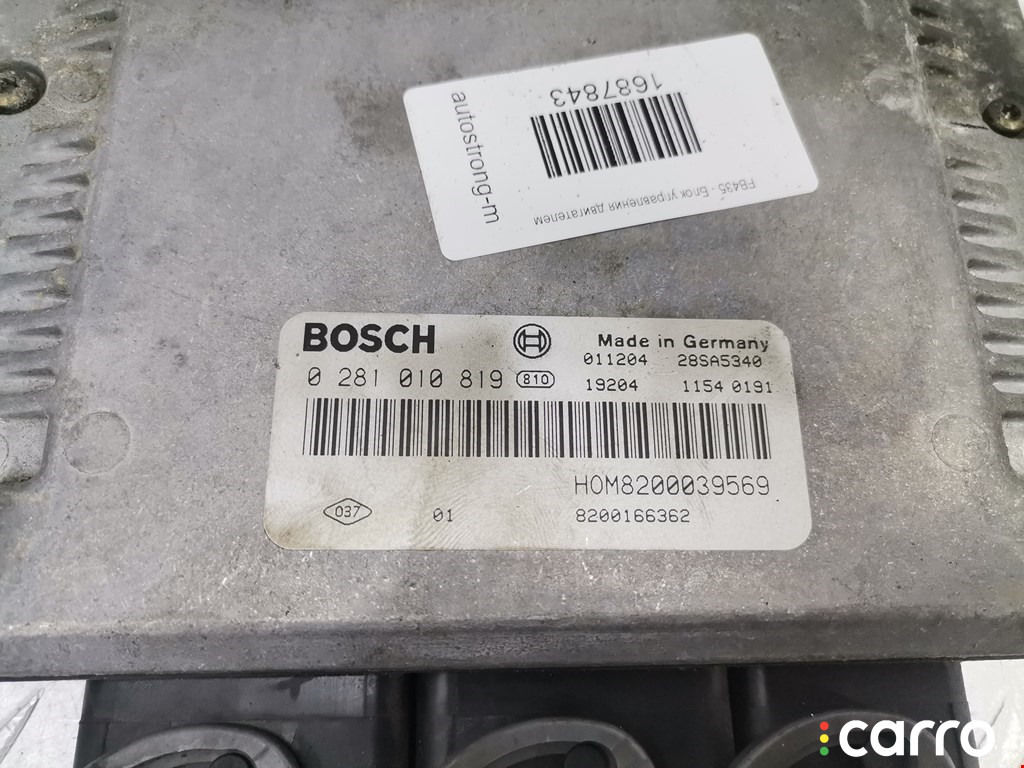 autostrong-m
1687843
FB435 - Блок управления двигателем
BOSCH
Made in Germany
011204 28SA5340
0 281 010 819 810
19204 1154 0191
HOM8200039569
037 01 8200166362
carro